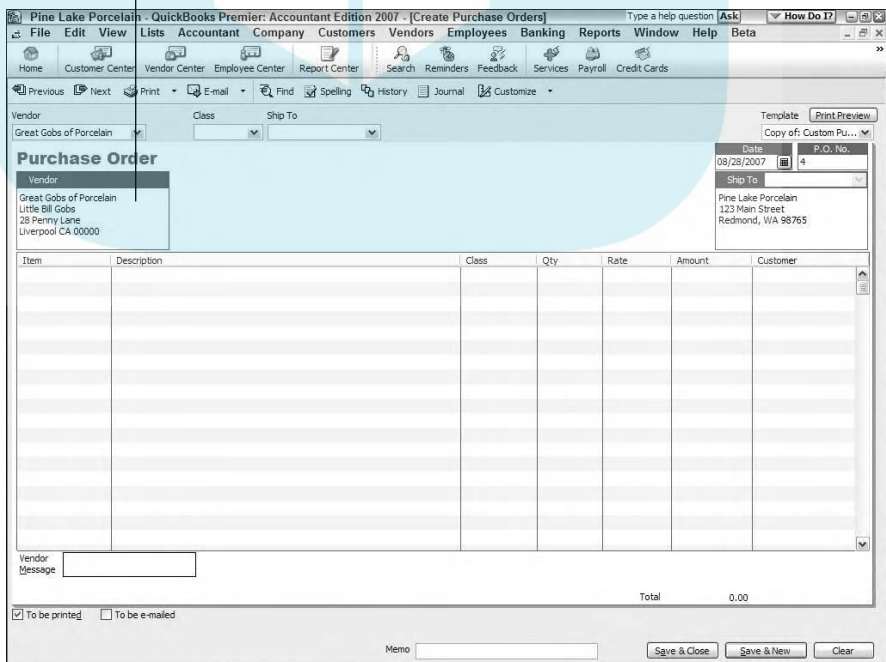 Pine Lake Porcelain - QuickBooks Premier: Accountant Edition 2007 - [Create Purchase Orders]
Type a help question Ask How Do I?
File Edit View Lists Accountant Company Customers Vendors Employees Banking Reports Window Help Beta
Home Customer Center Vendor Center Employee Center Report Center Search Reminders Feedback Services Payroll Credit Cards
Previous Next Print E-mail Find Spelling History Journal Customize
Vendor Class Ship To Template Print Preview
Great Gobs of Porcelain Copy of: Custom Pu...
Purchase Order
Date P.O. No.
08/28/2007 4
Vendor
Great Gobs of Porcelain
Little Bill Gobs
28 Penny Lane
Liverpool CA 00000
Ship To
Pine Lake Porcelain
123 Main Street
Redmond, WA 98765
Item Description Class Qty Rate Amount Customer
Vendor
Message
Total 0.00
To be printed To be e-mailed
Memo Save & Close Save & New Clear